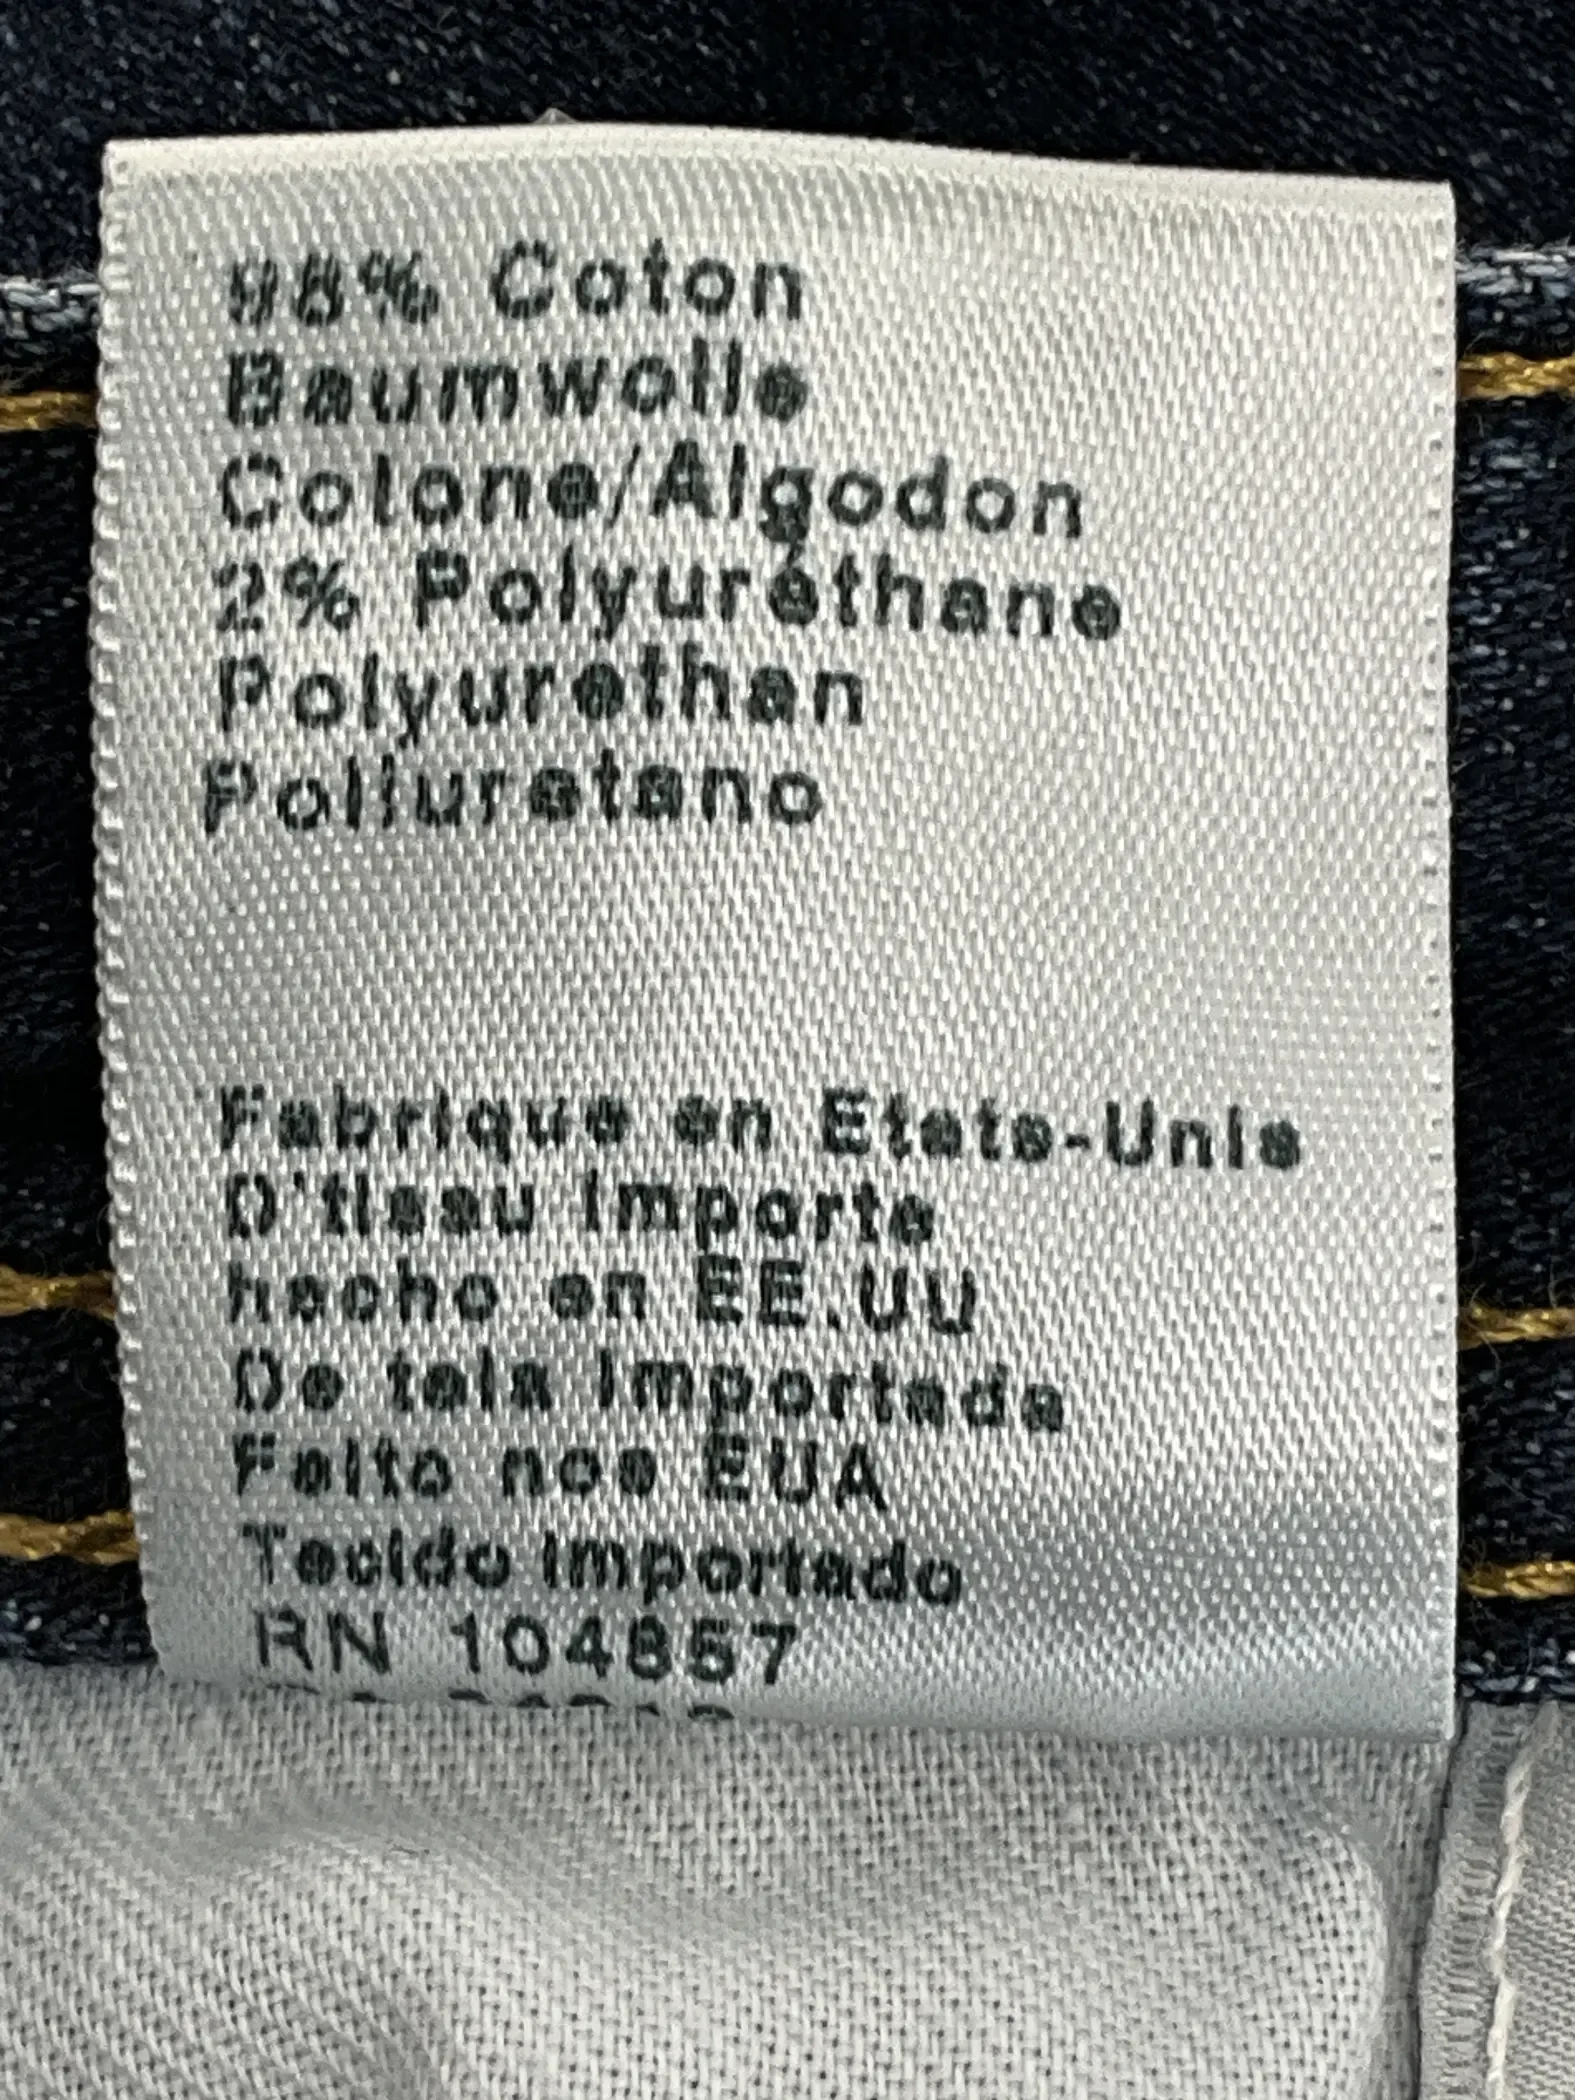 98% Coton
Baumwolle
Cotone/Algodon
2% Polyuréthane
Polyurethan
Poliuretano
Fabrique en Etats-Unis
D'tissu Importe
hecho en EE.UU
De tela Importada
Feito nos EUA
Tecido Importado
RN 104857